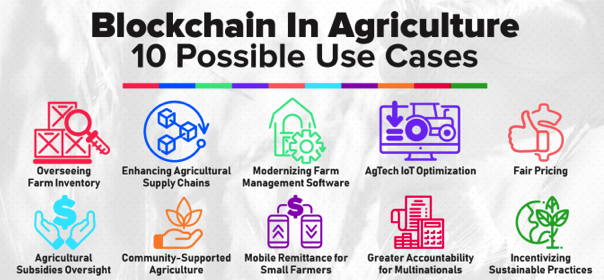 Blockchain In Agriculture
10 Possible Use Cases
Overseeing
Farm Inventory
Enhancing Agricultural
Supply Chains
Modernizing Farm
Management Software
AgTech IoT Optimization
Fair Pricing
Agricultural
Subsidies Oversight
Community-Supported
Agriculture
Mobile Remittance for
Small Farmers
Greater Accountability
for Multinationals
Incentivizing
Sustainable Practices